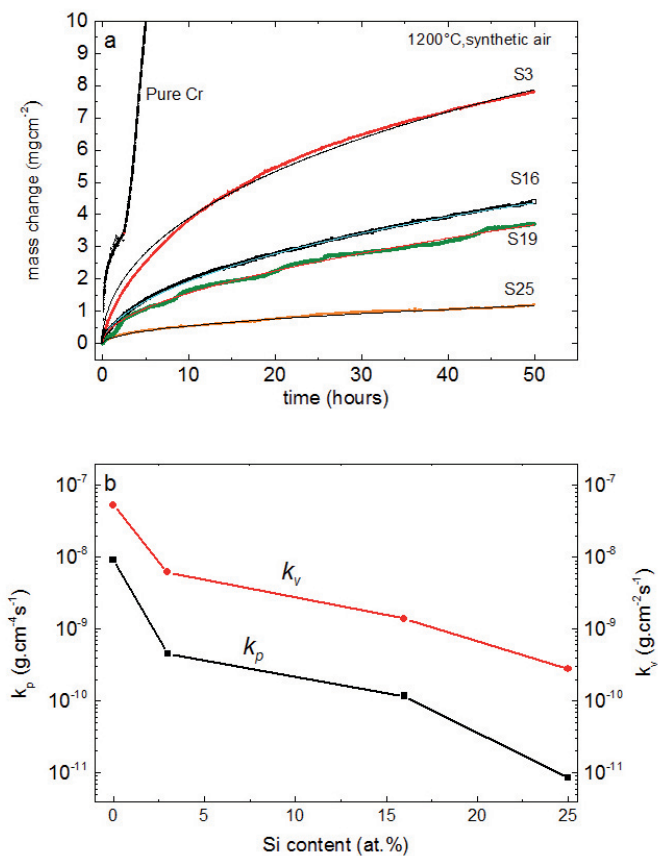 a
1200°C,synthetic air
Pure Cr
S3
S16
S19
S25
10
9
8
7
6
5
4
3
2
1
0
mass change (mgcm⁻²)
0 10 20 30 40 50
time (hours)
b
10⁻⁷ 10⁻⁷
10⁻⁸ 10⁻⁸
10⁻⁹ 10⁻⁹
10⁻¹⁰ 10⁻¹⁰
10⁻¹¹ 10⁻¹¹
kᵥ
kₚ
kₚ (g.cm⁻⁴s⁻¹)
kᵥ (g.cm⁻²s⁻¹)
0 5 10 15 20 25
Si content (at.%)